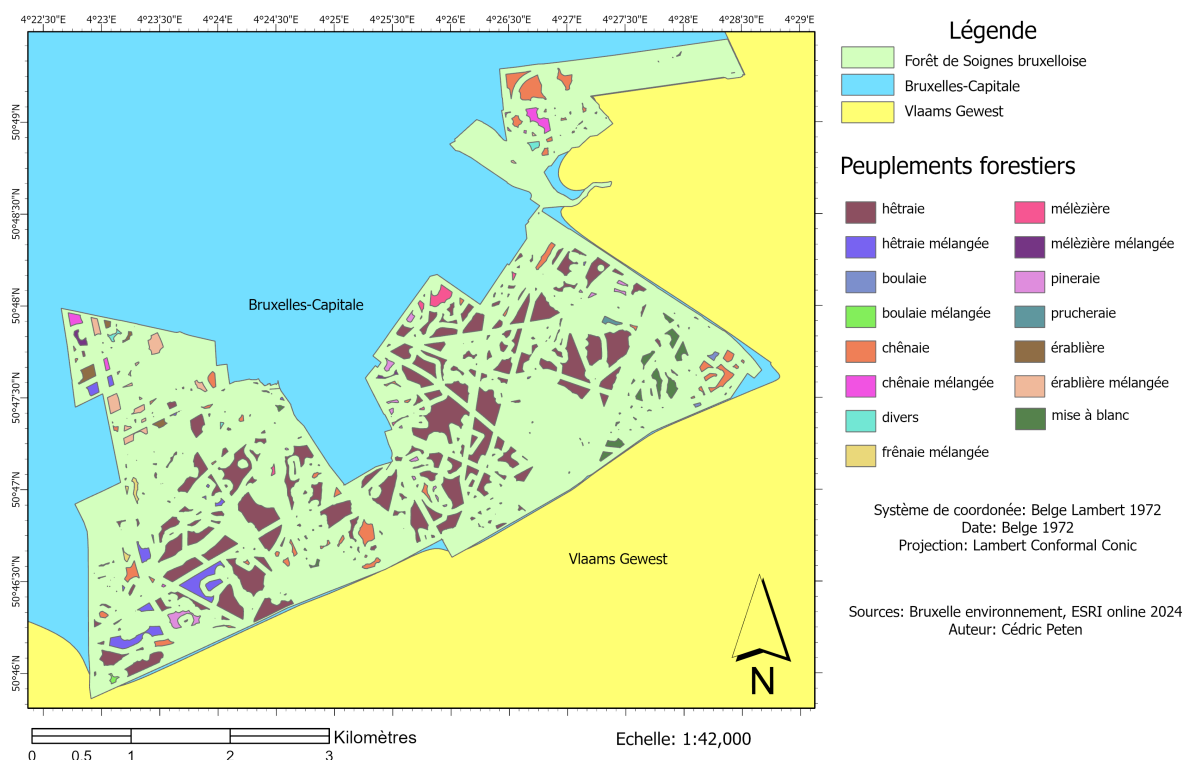 4°22'30"E 4°23'E 4°23'30"E 4°24'E 4°24'30"E 4°25'E 4°25'30"E 4°26'E 4°26'30"E 4°27'E 4°27'30"E 4°28'E 4°28'30"E 4°29'E
50°49'N
50°48'30"N
50°48'N
50°47'30"N
50°47'N
50°46'30"N
50°46'N
Bruxelles-Capitale
Vlaams Gewest
N
0 0.5 1 2 3 Kilomètres
Echelle: 1:42,000
Légende
Forêt de Soignes bruxelloise
Bruxelles-Capitale
Vlaams Gewest
Peuplements forestiers
hêtraie
hêtraie mélangée
boulaie
boulaie mélangée
chênaie
chênaie mélangée
divers
frênaie mélangée
mélèzière
mélèzière mélangée
pineraie
prucheraie
érablière
érablière mélangée
mise à blanc
Système de coordonée: Belge Lambert 1972
Date: Belge 1972
Projection: Lambert Conformal Conic
Sources: Bruxelle environnement, ESRI online 2024
Auteur: Cédric Peten